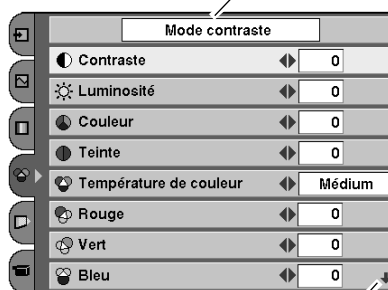 Mode contraste
Contraste 0
Luminosité 0
Couleur 0
Teinte 0
Température de couleur Médium
Rouge 0
Vert 0
Bleu 0